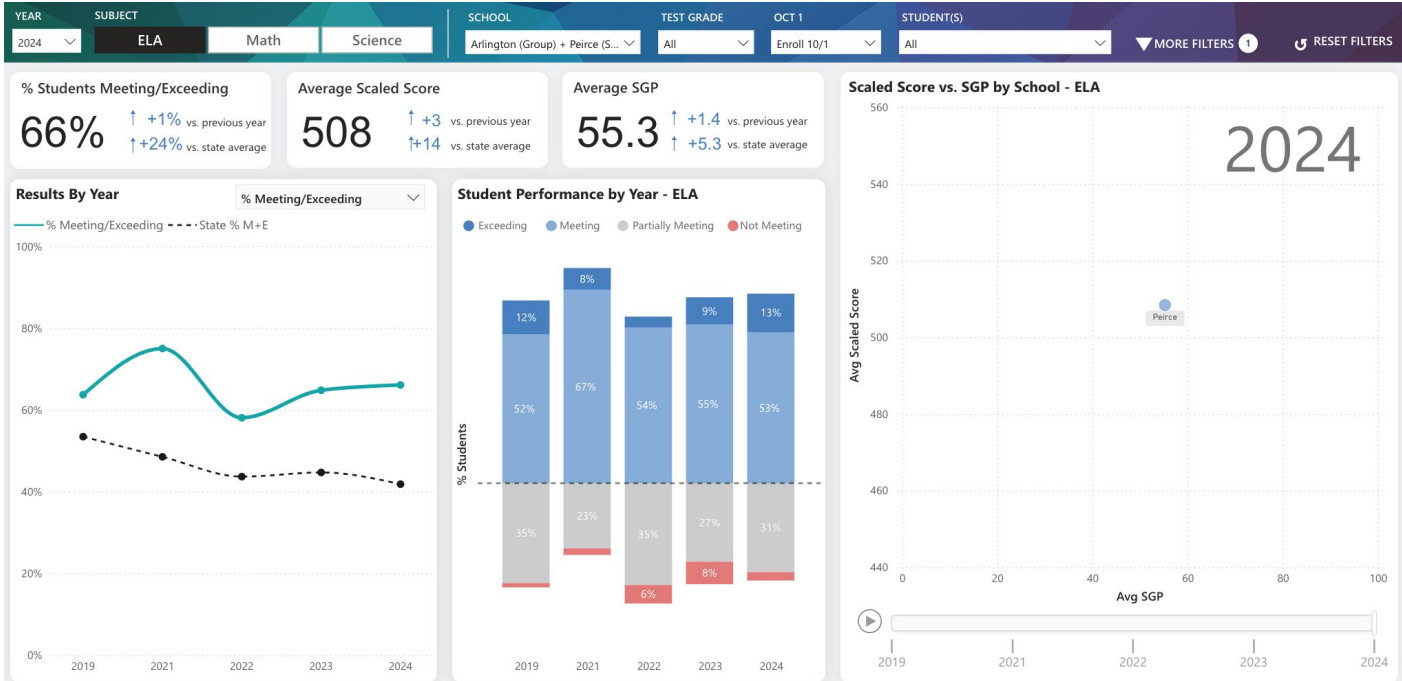 YEAR SUBJECT SCHOOL TEST GRADE OCT 1 STUDENT(S)
2024 ELA Math Science Arlington (Group) + Peirce (S... All Enroll 10/1 All MORE FILTERS 1 RESET FILTERS
% Students Meeting/Exceeding
66%
↑ +1% vs. previous year
↑ +24% vs. state average
Average Scaled Score
508
↑ +3 vs. previous year
↑+14 vs. state average
Average SGP
55.3
↑ +1.4 vs. previous year
↑ +5.3 vs. state average
Results By Year
% Meeting/Exceeding
% Meeting/Exceeding State % M+E
100%
80%
60%
40%
20%
0%
2019 2021 2022 2023 2024
Student Performance by Year - ELA
Exceeding Meeting Partially Meeting Not Meeting
% Students
8%
12% 9% 13%
67%
52% 54% 55% 53%
35% 23% 35% 27% 31%
6% 8%
2019 2021 2022 2023 2024
Scaled Score vs. SGP by School - ELA
2024
Avg Scaled Score
560
540
520
500
480
460
440
Peirce
0 20 40 60 80 100
Avg SGP
2019 2021 2022 2023 2024